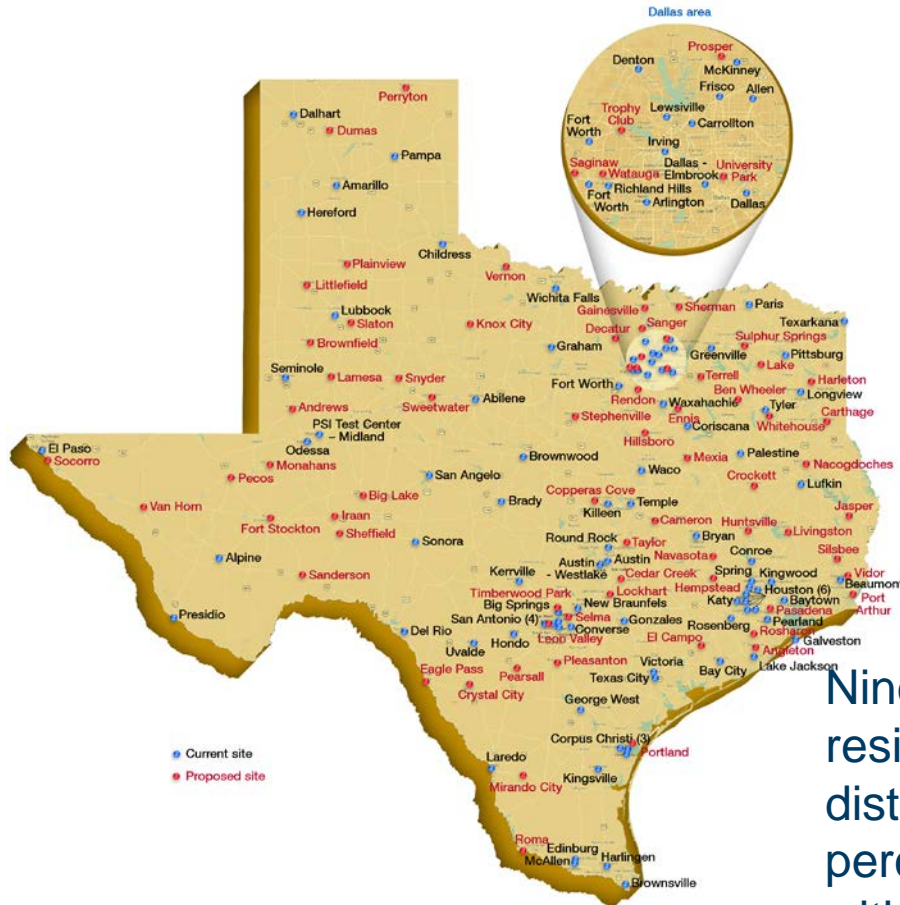 Dallas area
Prosper
Denton
McKinney
Frisco
Allen
Trophy
Club
Lewsiville
Fort
Worth
Carrollton
Irving
Saginaw
Watauga
Dallas -
Elmbrook
University
Park
Fort
Worth
Richland Hills
Arlington
Dallas
Perryton
Dalhart
Dumas
Pampa
Amarillo
Hereford
Childress
Plainview
Vernon
Littlefield
Wichita Falls
Gainesville
Sherman
Paris
Texarkana
Lubbock
Slaton
Knox City
Decatur
Sanger
Sulphur Springs
Brownfield
Graham
Greenville
Pittsburg
Lake
Seminole
Lamesa
Snyder
Fort Worth
Terrell
Harleton
Abilene
Rendon
Ben Wheeler
Longview
Andrews
Sweetwater
Waxahachie
Tyler
Stephenville
Ennis
Carthage
PSI Test Center
– Midland
Corsicana
Whitehouse
El Paso
Odessa
Hillsboro
Socorro
Monahans
Brownwood
Palestine
Pecos
San Angelo
Waco
Mexia
Nacogdoches
Crockett
Lufkin
Big Lake
Brady
Copperas Cove
Temple
Van Horn
Killeen
Jasper
Iraan
Cameron
Huntsville
Fort Stockton
Livingston
Sheffield
Round Rock
Bryan
Sonora
Taylor
Conroe
Silsbee
Alpine
Austin
- Westlake
Austin
Navasota
Spring
Kingwood
Vidor
Sanderson
Kerrville
Cedar Creek
Hempstead
Houston (6)
Beaumont
Timberwood Park
Lockhart
Port
Arthur
Big Springs
New Braunfels
Katy
Baytown
Presidio
San Antonio (4)
Selma
Gonzales
Pasadena
Del Rio
Converse
Rosenberg
Pearland
Hondo
Leon Valley
El Campo
Rosharon
Galveston
Uvalde
Angleton
Pleasanton
Victoria
Lake Jackson
Eagle Pass
Pearsall
Texas City
Bay City
Crystal City
George West
Corpus Christi (3)
Portland
Laredo
Kingsville
Mirando City
Roma
Edinburg
McAllen
Harlingen
Brownsville
Current site
Proposed site
resi
dist